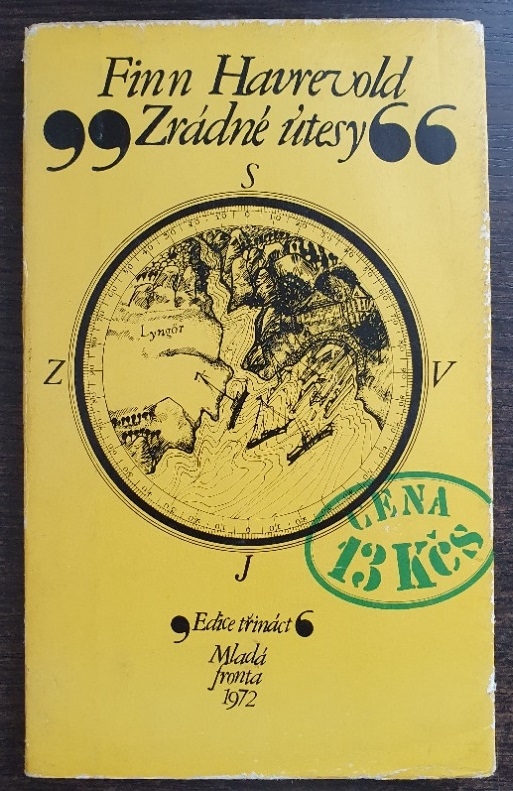 Finn Havrevold
❟❟Zrádné útesy❛❛
S
Lyngör
Z
V
J
CENA
13 Kčs
❟Edice třináct❛
Mladá
fronta
1972